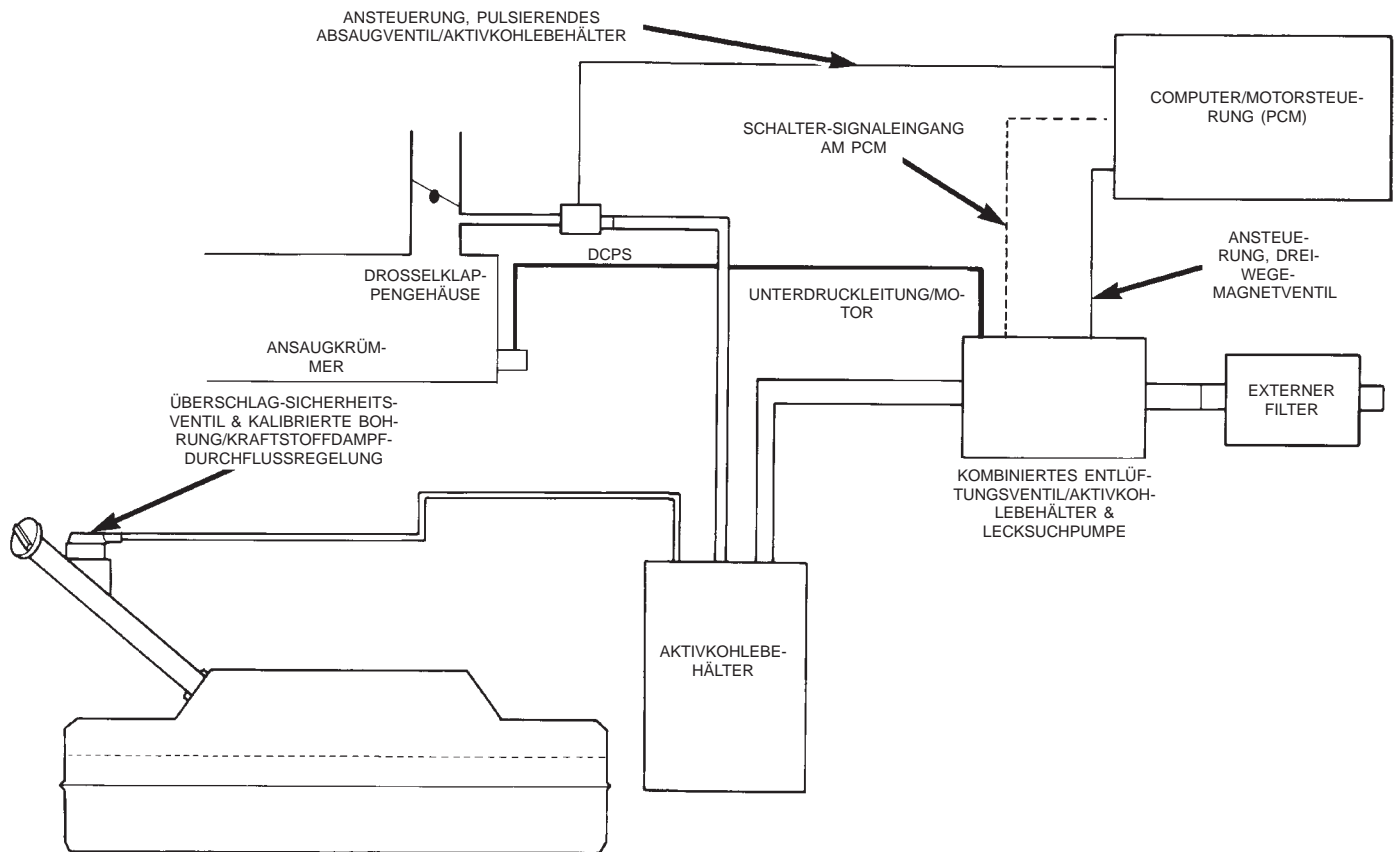 ANSTEUERUNG, PULSIERENDES
ABSAUGVENTIL/AKTIVKOHLEBEHÄLTER
COMPUTER/MOTORSTEUE-
RUNG (PCM)
SCHALTER-SIGNALEINGANG
AM PCM
ANSTEUE-
RUNG, DREI-
WEGE-
MAGNETVENTIL
DCPS
DROSSELKLAP-
PENGEHÄUSE
UNTERDRUCKLEITUNG/MO-
TOR
ANSAUGKRÜM-
MER
EXTERNER
FILTER
ÜBERSCHLAG-SICHERHEITS-
VENTIL & KALIBRIERTE BOH-
RUNG/KRAFTSTOFFDAMPF-
DURCHFLUSSREGELUNG
KOMBINIERTES ENTLÜF-
TUNGSVENTIL/AKTIVKOH-
LEBEHÄLTER &
LECKSUCHPUMPE
AKTIVKOHLEBE-
HÄLTER